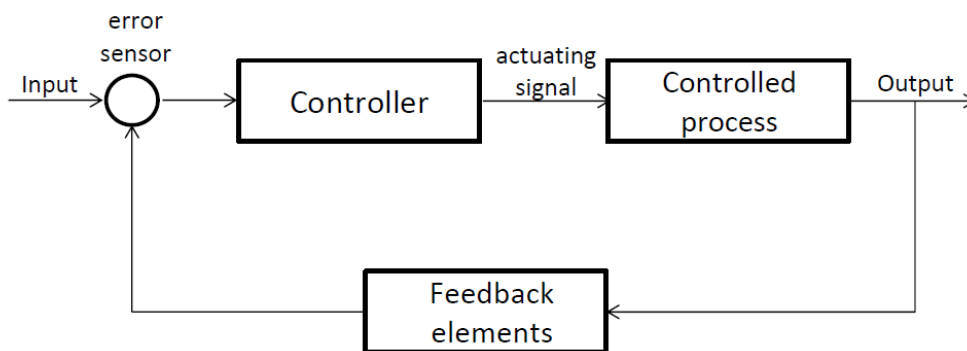 error
sensor
Input
Controller
actuating
signal
Controlled
process
Output
Feedback
elements